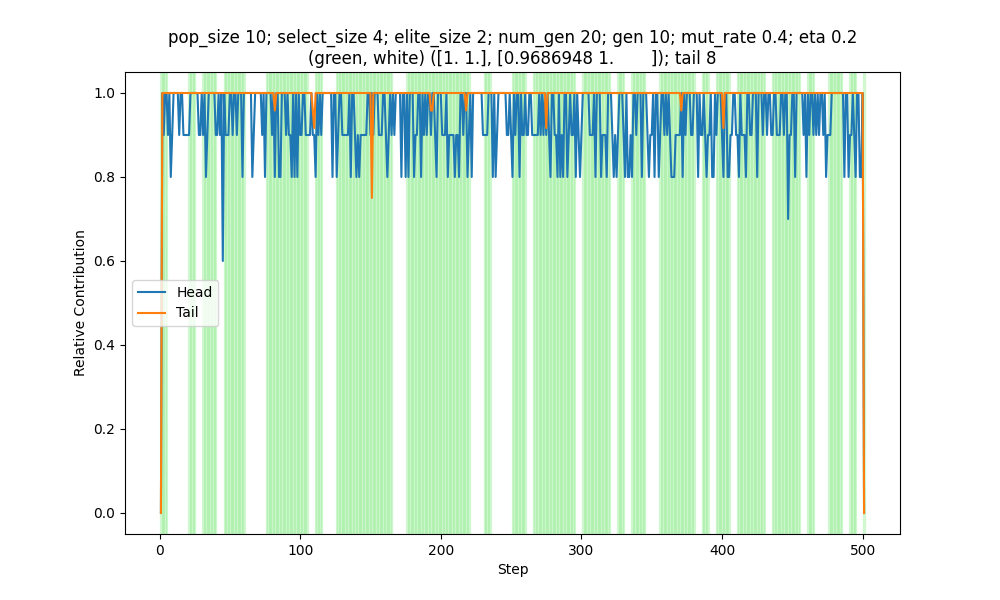 pop_size 10; select_size 4; elite_size 2; num_gen 20; gen 10; mut_rate 0.4; eta 0.2
(green, white) ([1. 1.], [0.9686948 1.        ]); tail 8
1.0
0.8
0.6
0.4
0.2
0.0
Relative Contribution
Head
Tail
0
100
200
300
400
500
Step